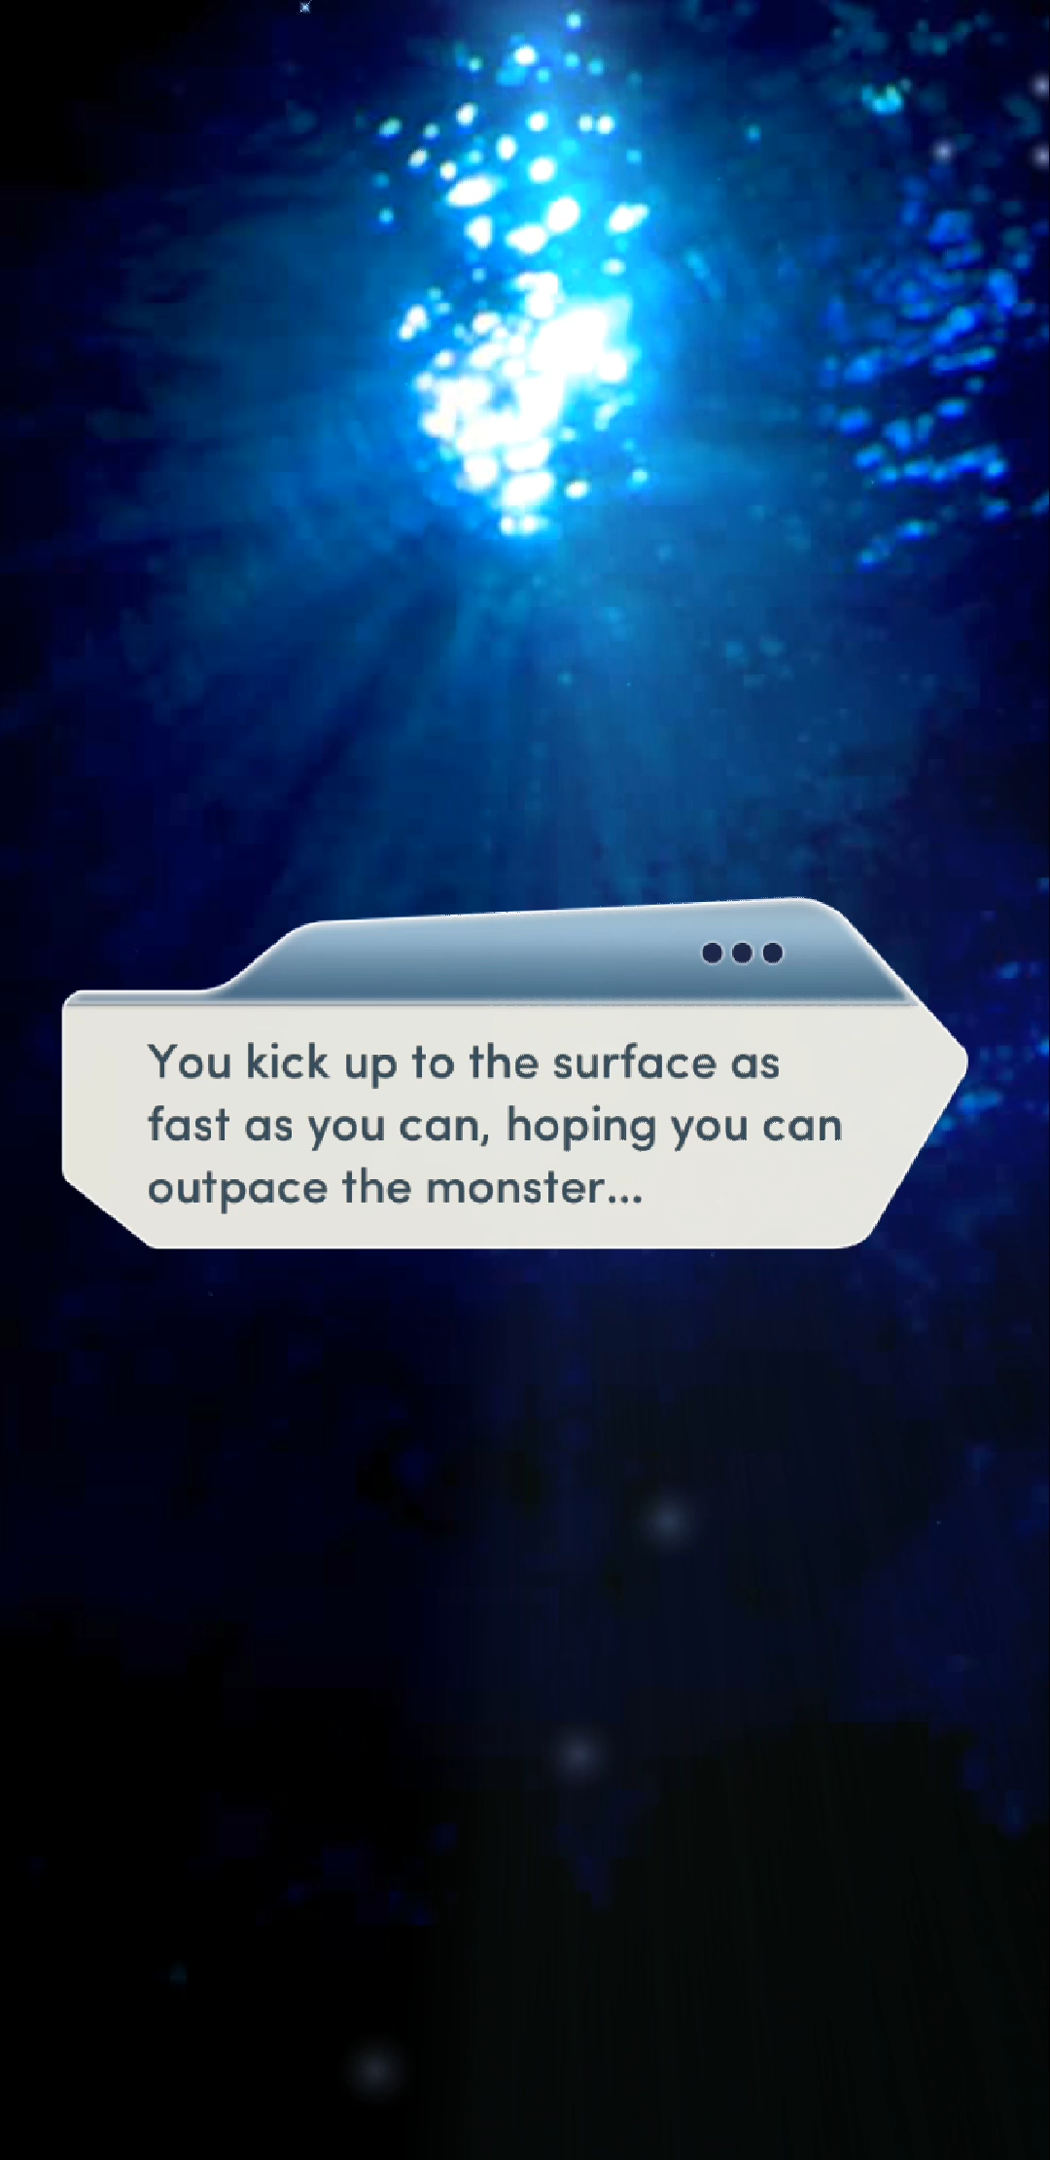 You kick up to the surface as
fast as you can, hoping you can
outpace the monster...